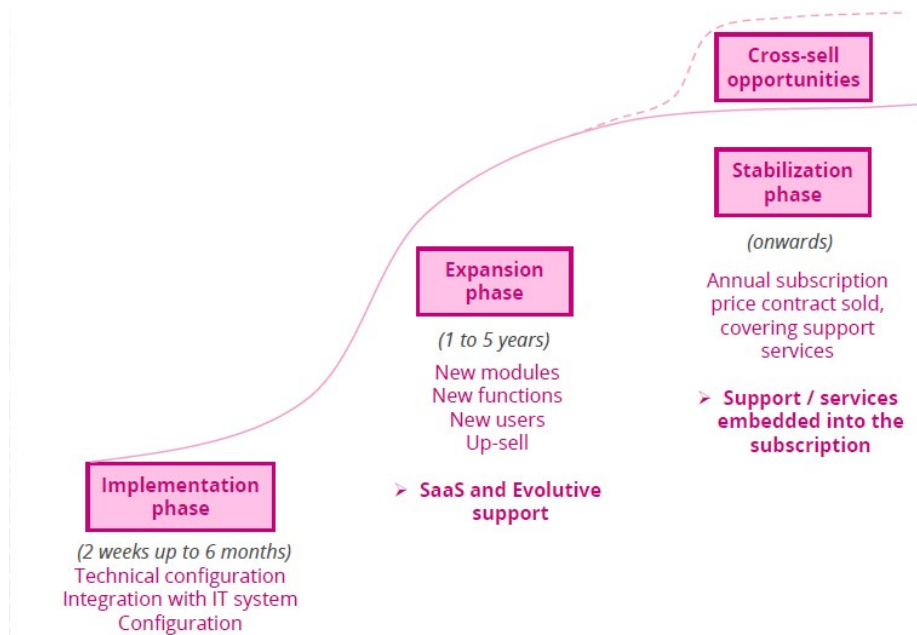 Cross-sell
opportunities
Stabilization
phase
(onwards)
Annual subscription
price contract sold,
covering support
services
➢ Support / services
embedded into the
subscription
Expansion
phase
(1 to 5 years)
New modules
New functions
New users
Up-sell
➢ SaaS and Evolutive
support
Implementation
phase
(2 weeks up to 6 months)
Technical configuration
Integration with IT system
Configuration